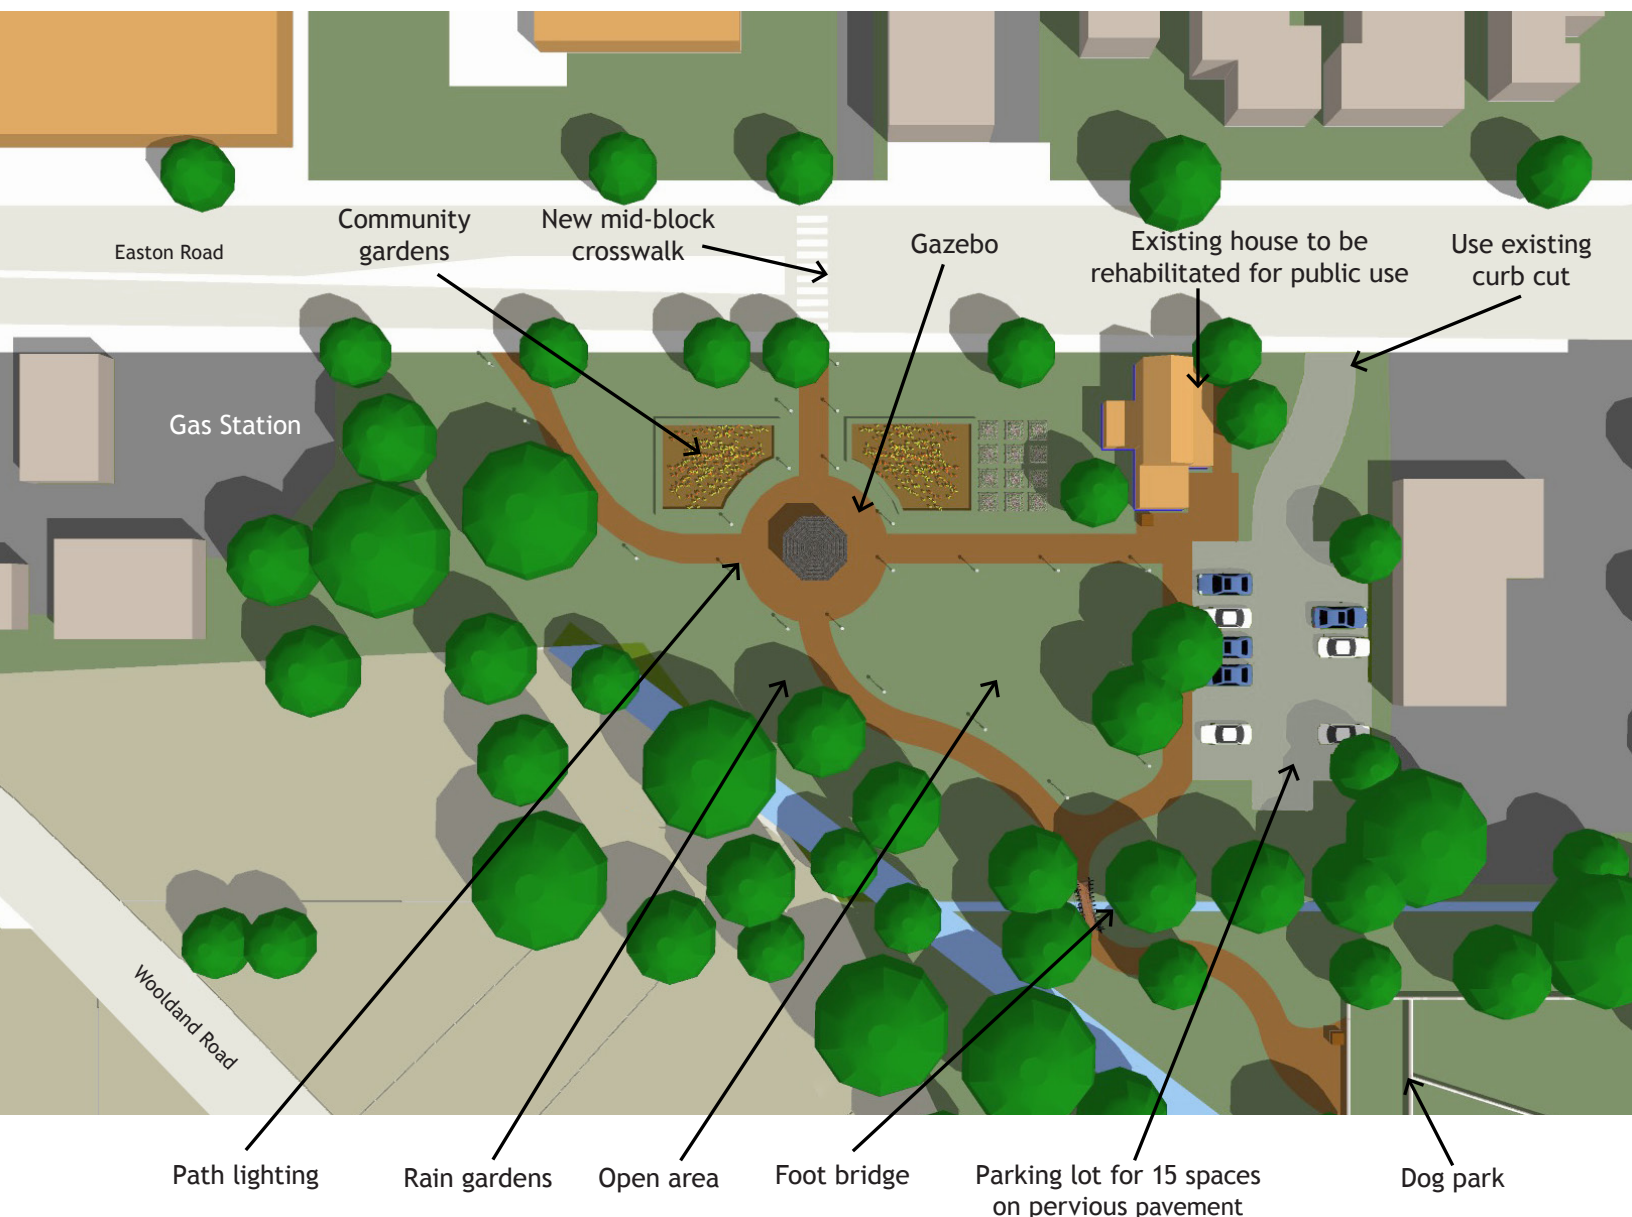 Community
gardens
New mid-block
crosswalk
Gazebo
Existing house to be
rehabilitated for public use
Use existing
curb cut
Easton Road
Gas Station
Wooldand Road
Path lighting
Rain gardens
Open area
Foot bridge
Parking lot for 15 spaces
on pervious pavement
Dog park